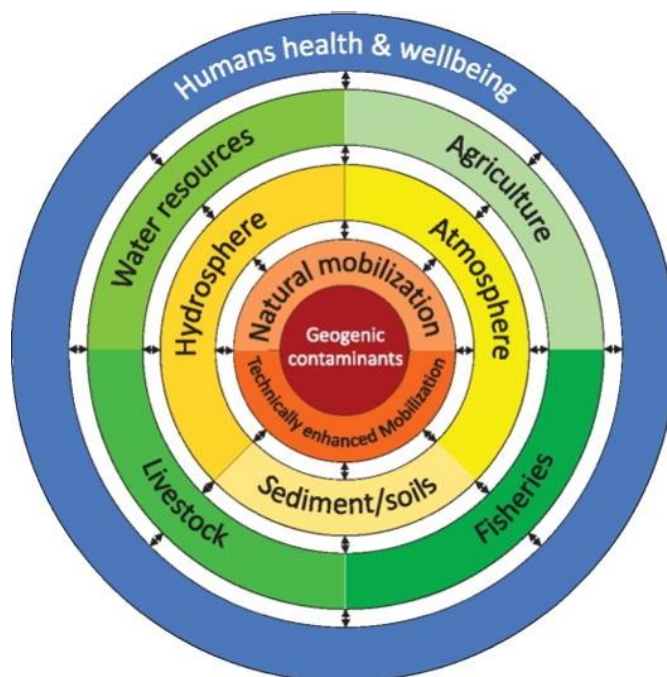 Humans health & wellbeing
Water resources
Agriculture
Hydrosphere
Atmosphere
Natural mobilization
Geogenic
contaminants
Technically enhanced Mobilization
Sediment/soils
Livestock
Fisheries